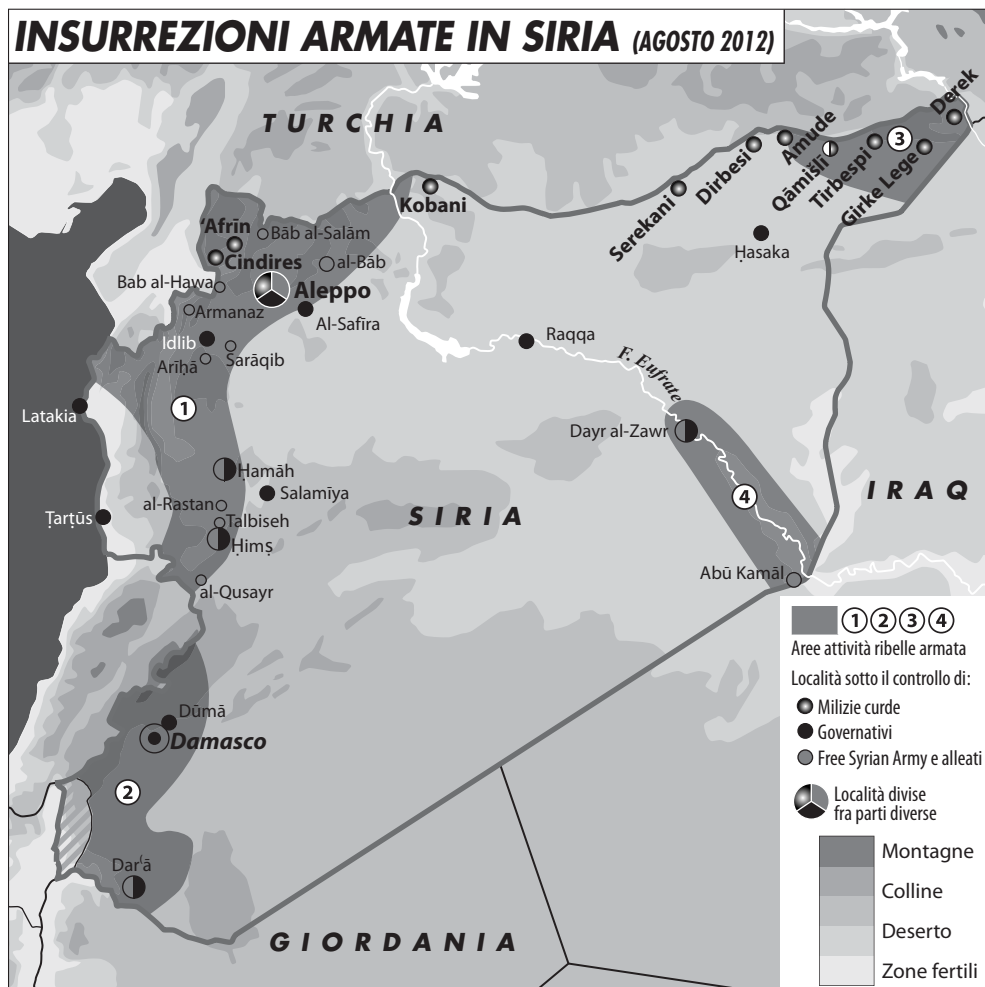 INSURREZIONI ARMATE IN SIRIA (AGOSTO 2012)
TURCHIA
Derek
3
Amude
Dirbesi
Qāmišlī
Tirbespi
Girke Lege
Kobani
Serekani
'Afrīn
Bāb al-Salām
Ḥasaka
Cindires
al-Bāb
Bab al-Hawa
Aleppo
Armanaz
Al-Safīra
Idlib
Raqqa
Arīḥā
Sarāqib
F. Eufrate
1
Latakia
Dayr al-Zawr
Ḥamāh
Salamīya
4
IRAQ
al-Rastan
SIRIA
Ṭarṭūs
Talbiseh
Ḥimṣ
Abū Kamāl
al-Qusayr
1 2 3 4
Aree attività ribelle armata
Località sotto il controllo di:
Milizie curde
Governativi
Free Syrian Army e alleati
Località divise
fra parti diverse
Dūmā
Damasco
2
Darʿā
Montagne
Colline
Deserto
Zone fertili
GIORDANIA